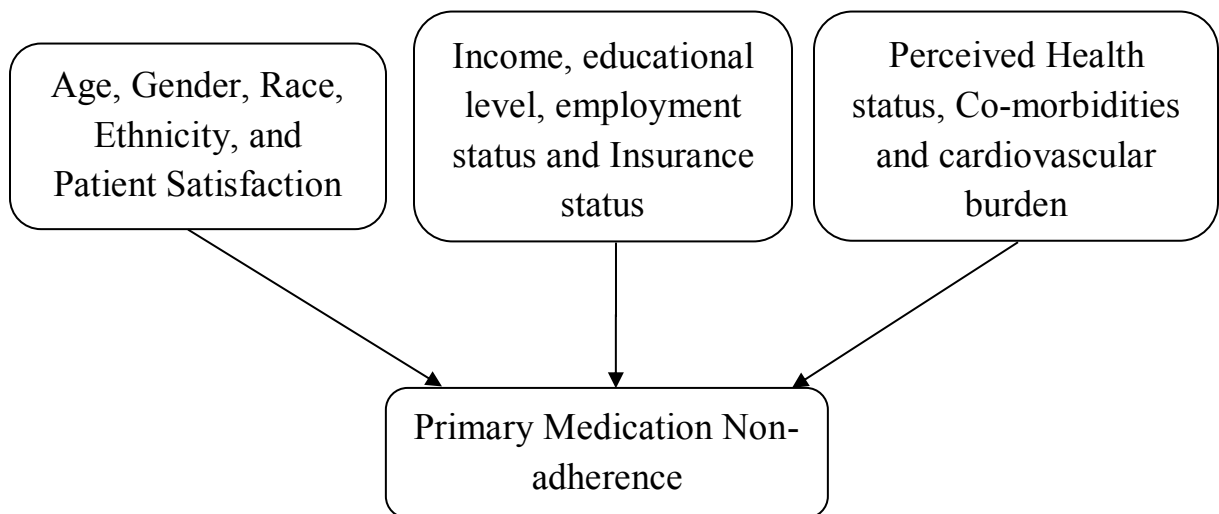 Age, Gender, Race,
Ethnicity, and
Patient Satisfaction
Income, educational
level, employment
status and Insurance
status
Perceived Health
status, Co-morbidities
and cardiovascular
burden
Primary Medication Non-
adherence